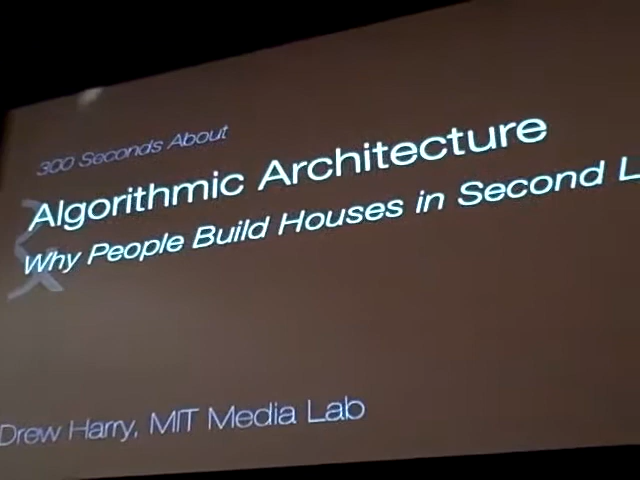 300 Seconds About
Algorithmic Architecture
Why People Build Houses in Second L
Drew Harry, MIT Media Lab